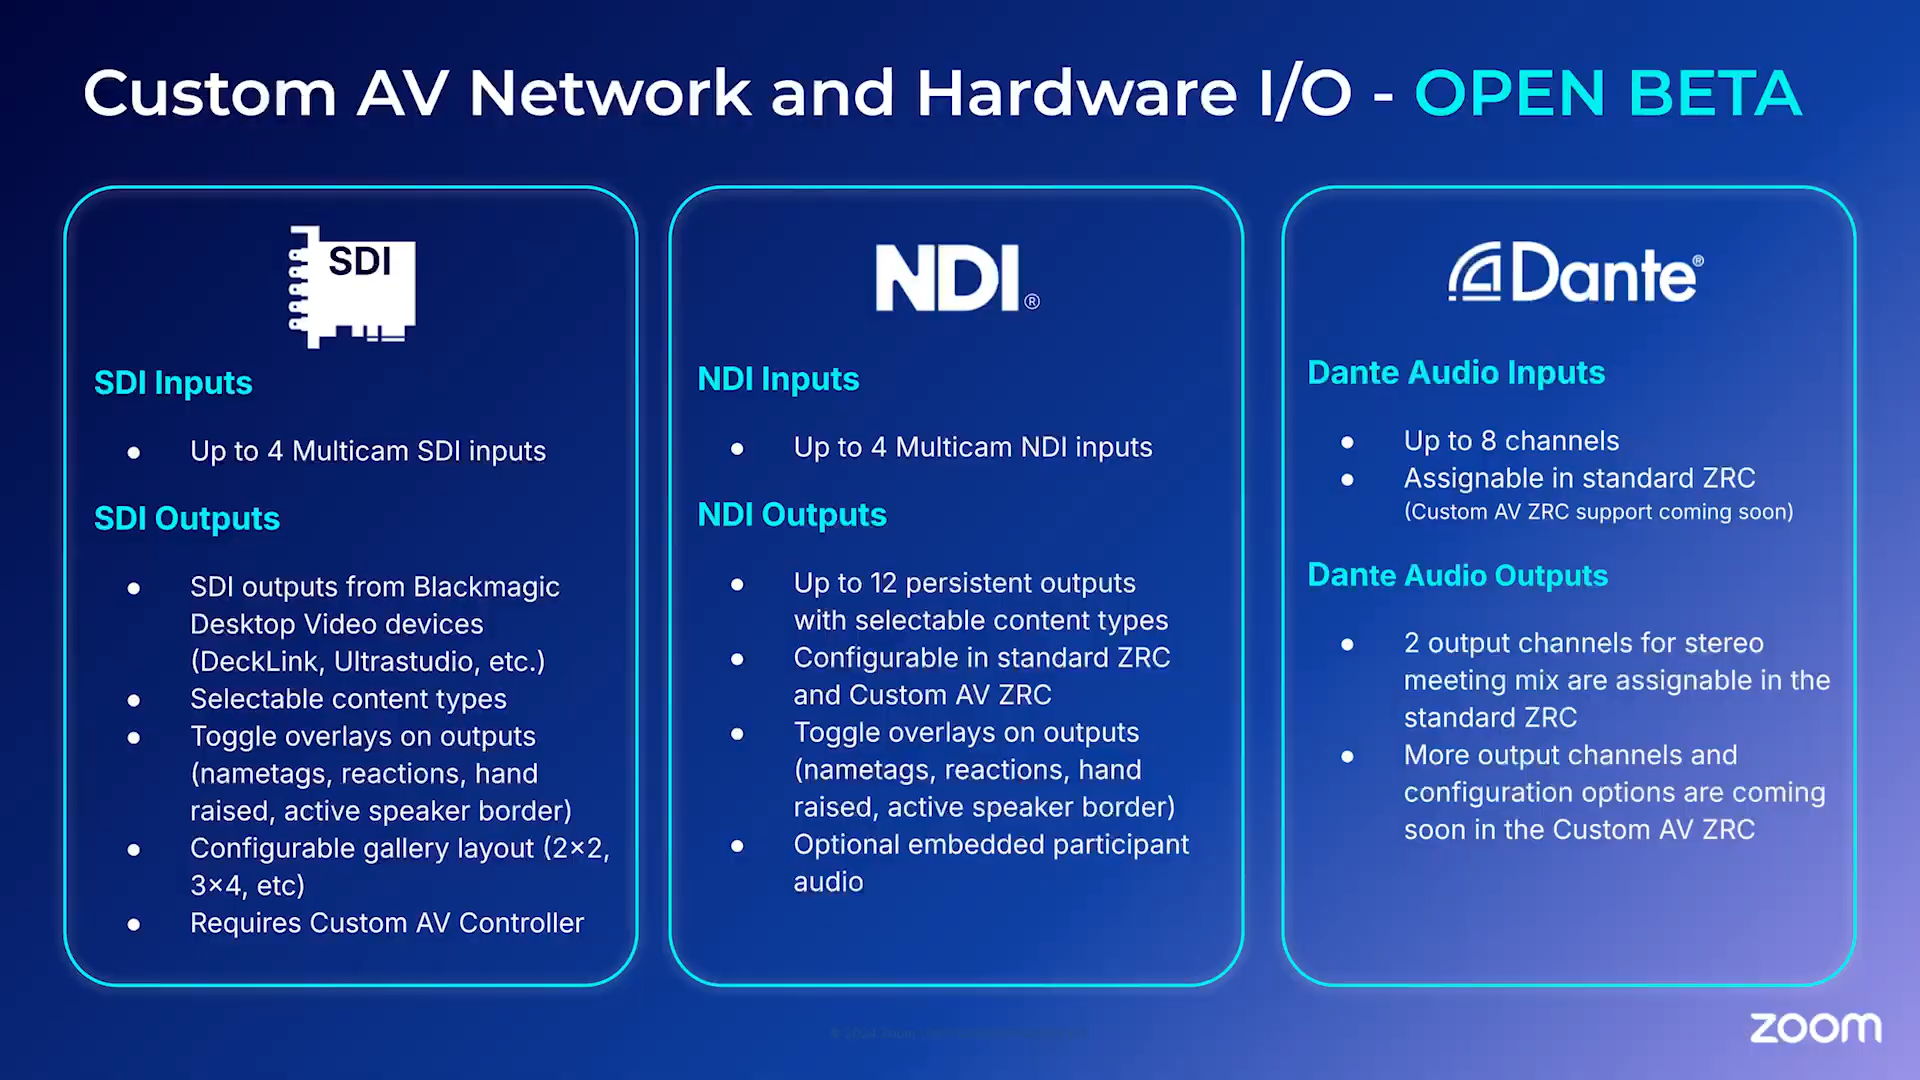 Custom AV Network and Hardware I/O - OPEN BETA
SDI
SDI Inputs
● Up to 4 Multicam SDI inputs
SDI Outputs
● SDI outputs from Blackmagic
Desktop Video devices
(DeckLink, Ultrastudio, etc.)
● Selectable content types
● Toggle overlays on outputs
(nametags, reactions, hand
raised, active speaker border)
● Configurable gallery layout (2×2,
3×4, etc)
● Requires Custom AV Controller
NDI®
NDI Inputs
● Up to 4 Multicam NDI inputs
NDI Outputs
● Up to 12 persistent outputs
with selectable content types
● Configurable in standard ZRC
and Custom AV ZRC
● Toggle overlays on outputs
(nametags, reactions, hand
raised, active speaker border)
● Optional embedded participant
audio
Dante®
Dante Audio Inputs
● Up to 8 channels
● Assignable in standard ZRC
(Custom AV ZRC support coming soon)
Dante Audio Outputs
● 2 output channels for stereo
meeting mix are assignable in the
standard ZRC
● More output channels and
configuration options are coming
soon in the Custom AV ZRC
© 2024 Zoom
zoom